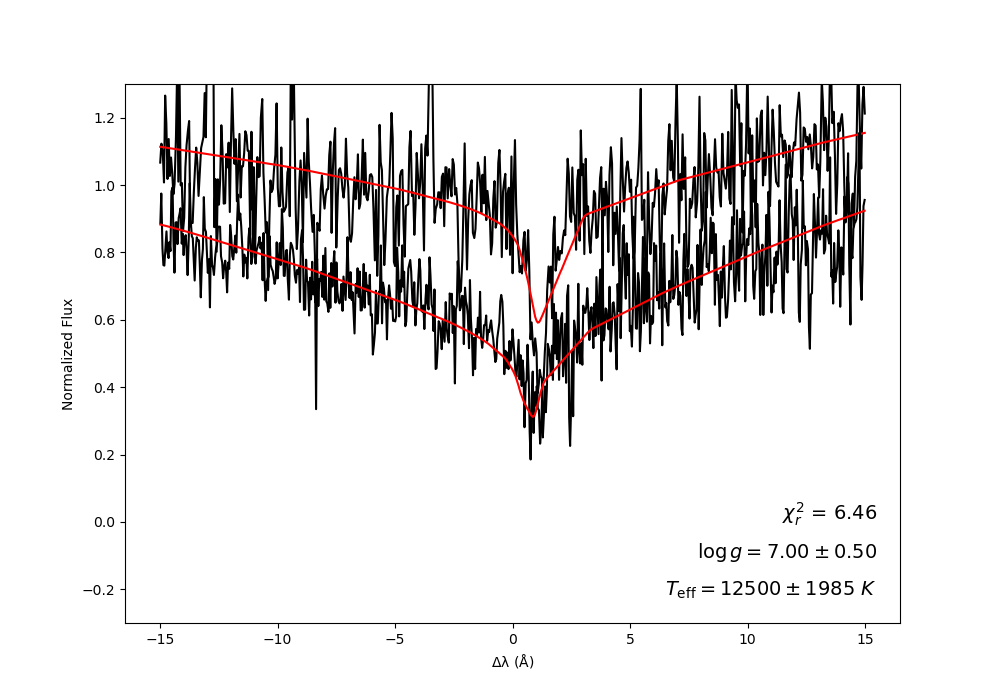 1.2
1.0
0.8
0.6
0.4
0.2
0.0
−0.2
Normalized Flux
χ²ᵣ = 6.46
log g = 7.00 ± 0.50
T_eff = 12500 ± 1985 K
−15 −10 −5 0 5 10 15
Δλ (Å)